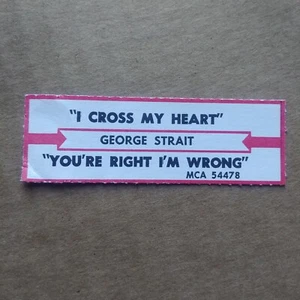 "I CROSS MY HEART"
GEORGE STRAIT
"YOU'RE RIGHT I'M WRONG"
MCA 54478